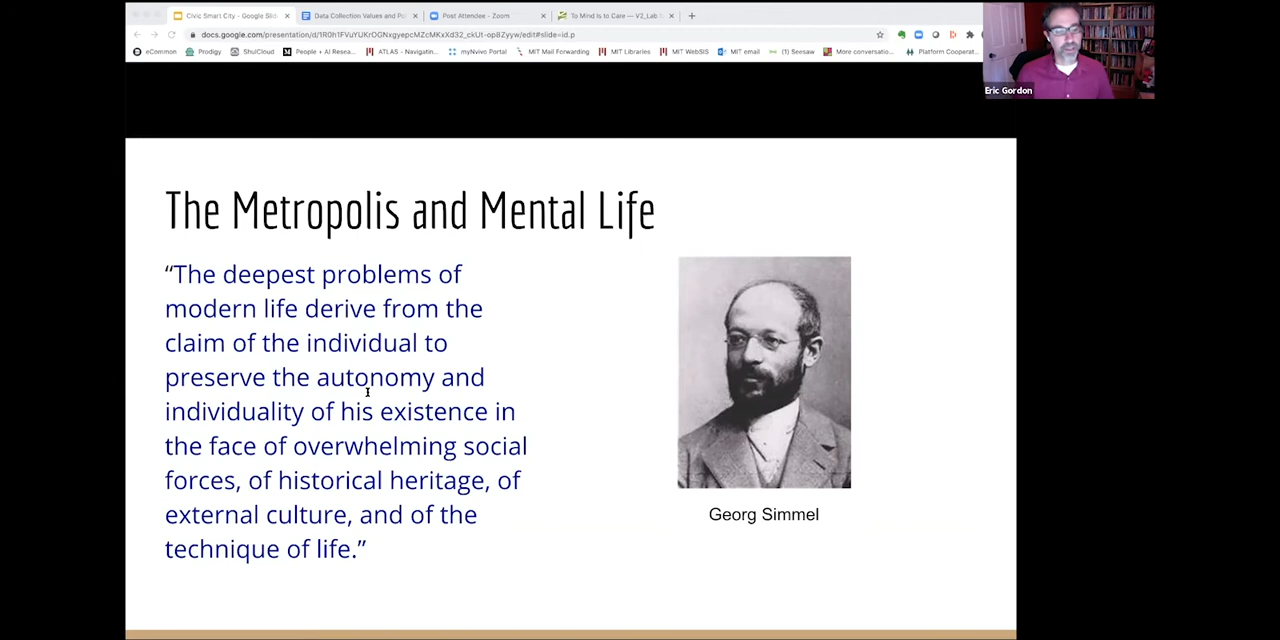 Civic Smart City - Google Slid
Data Collection Values and Po
Post Attendee - Zoom
To Mind Is to Care — V2_Lab
docs.google.com/presentation/d/1R0h1FVuYUKrOGNxgyepcMZcMKxXd32_ckUt-op8Zyyw/edit#slide=id.p
eCommon
Prodigy
ShulCloud
People + AI Resea...
ATLAS - Navigatin...
myNvivo Portal
MIT Mail Forwarding
MIT Libraries
MIT WebSIS
MIT email
(1) Seesaw
More conversatio...
Platform Cooperat...
Eric Gordon
The Metropolis and Mental Life
“The deepest problems of
modern life derive from the
claim of the individual to
preserve the autonomy and
individuality of his existence in
the face of overwhelming social
forces, of historical heritage, of
external culture, and of the
technique of life.”
Georg Simmel